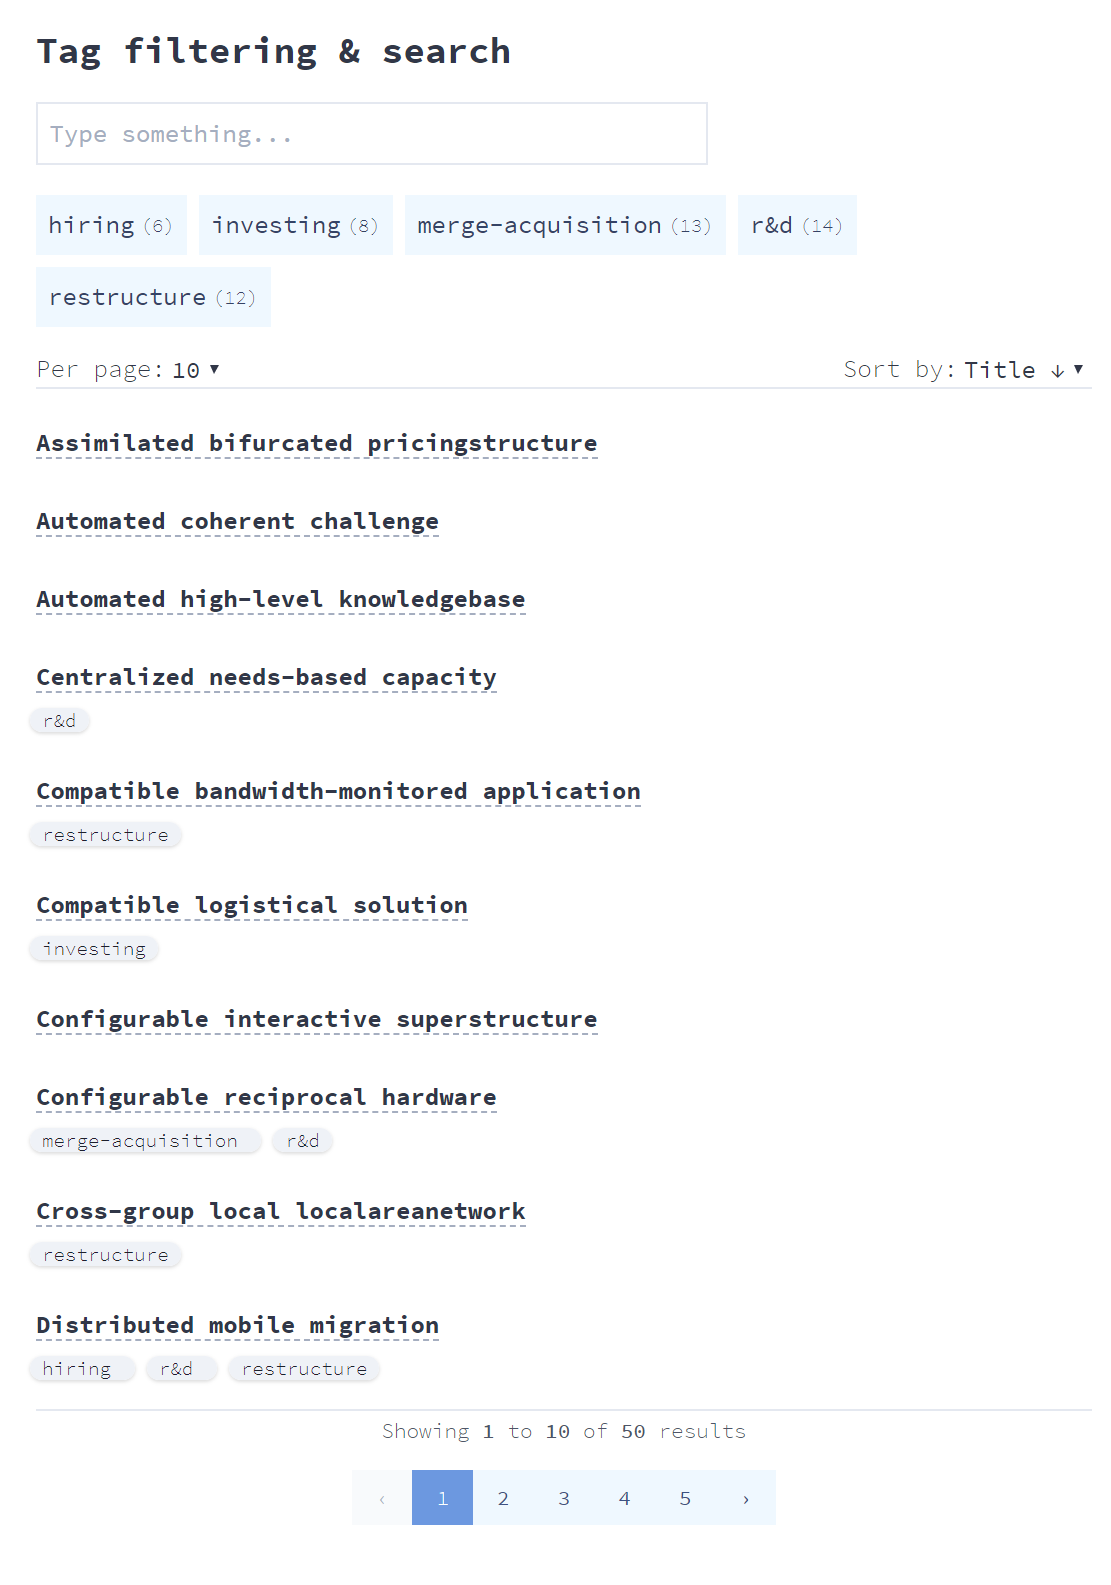 Tag filtering & search
Type something...
hiring (6) investing (8) merge-acquisition (13) r&d (14)
restructure (12)
Per page: 10 ▾ Sort by: Title ↓ ▾
Assimilated bifurcated pricingstructure
Automated coherent challenge
Automated high-level knowledgebase
Centralized needs-based capacity
r&d
Compatible bandwidth-monitored application
restructure
Compatible logistical solution
investing
Configurable interactive superstructure
Configurable reciprocal hardware
merge-acquisition r&d
Cross-group local localareanetwork
restructure
Distributed mobile migration
hiring r&d restructure
Showing 1 to 10 of 50 results
‹ 1 2 3 4 5 ›